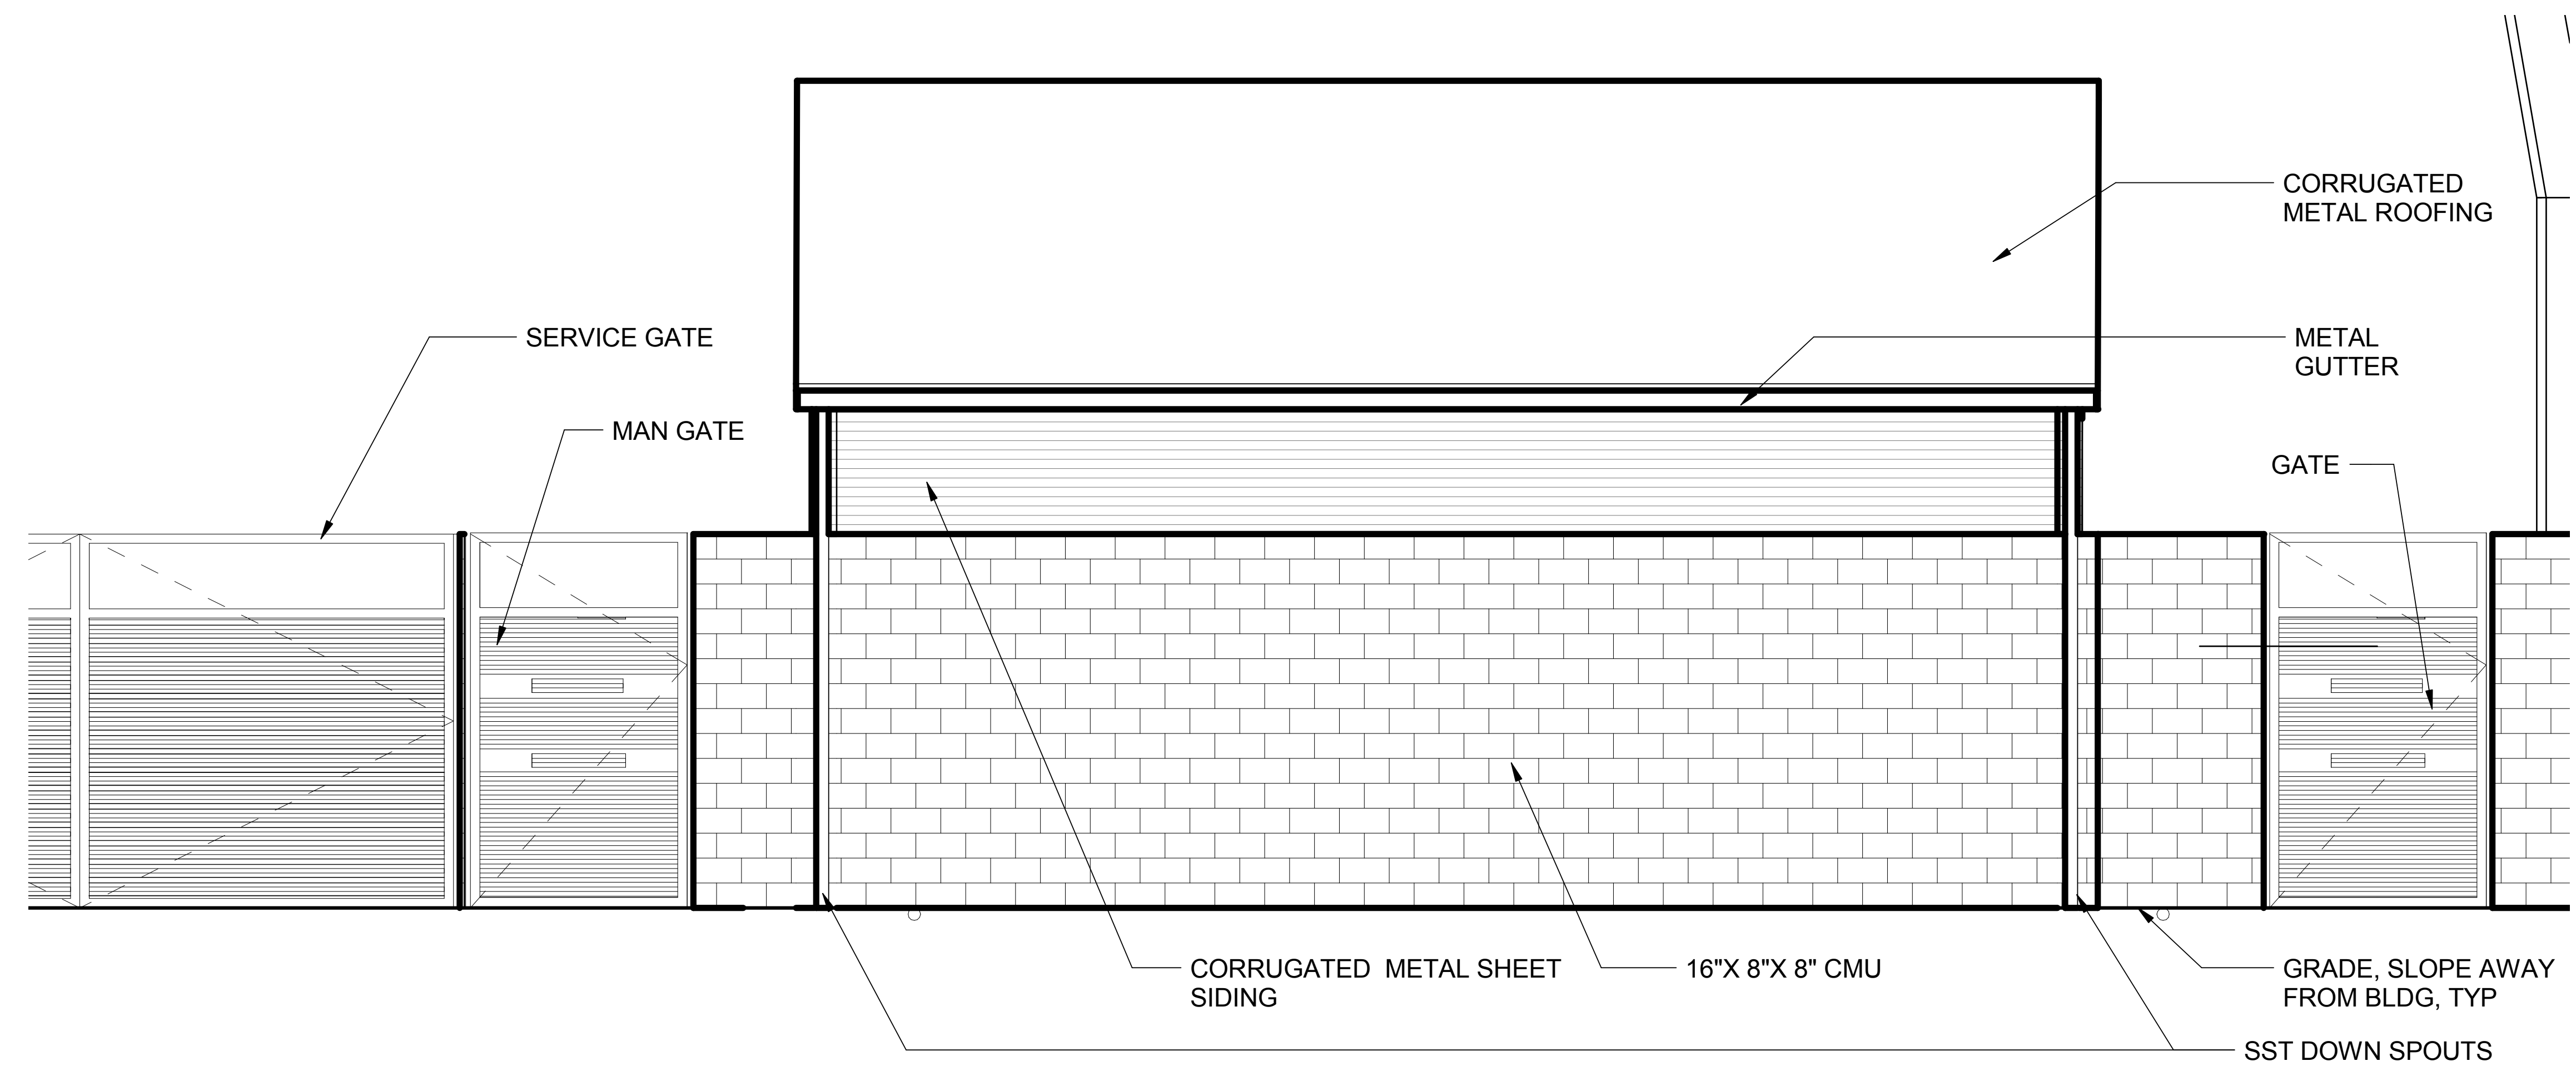 CORRUGATED
METAL ROOFING
SERVICE GATE
METAL
GUTTER
MAN GATE
GATE
CORRUGATED  METAL SHEET
SIDING
16"X 8"X 8" CMU
GRADE, SLOPE AWAY
FROM BLDG, TYP
SST DOWN SPOUTS